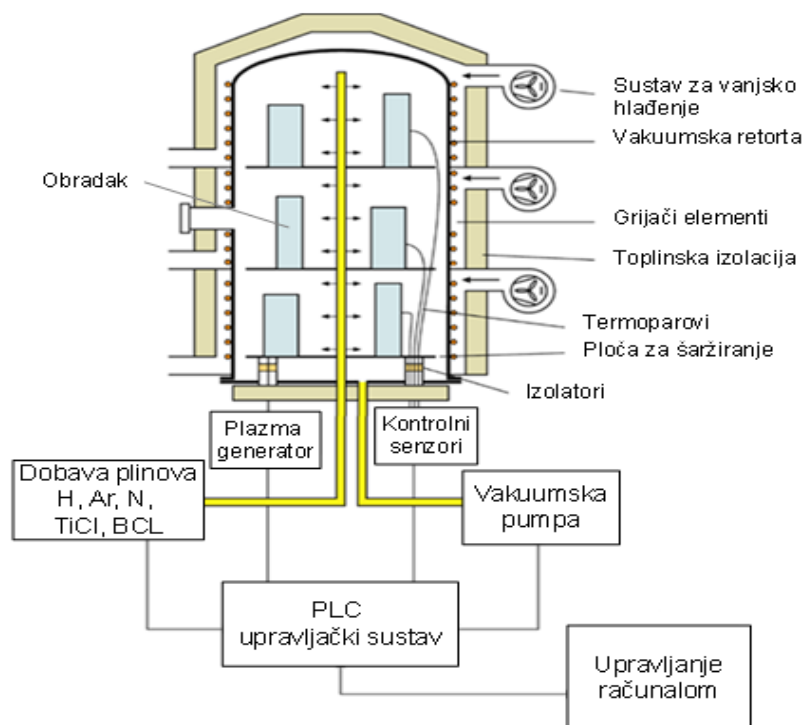 Sustav za vanjsko
hlađenje
Vakuumska retorta
Obradak
Grijači elementi
Toplinska izolacija
Termoparovi
Ploča za šaržiranje
Izolatori
Plazma
generator
Kontrolni
senzori
Dobava plinova
H, Ar, N,
TiCl, BCL
Vakuumska
pumpa
PLC
upravljački sustav
Upravljanje
računalom